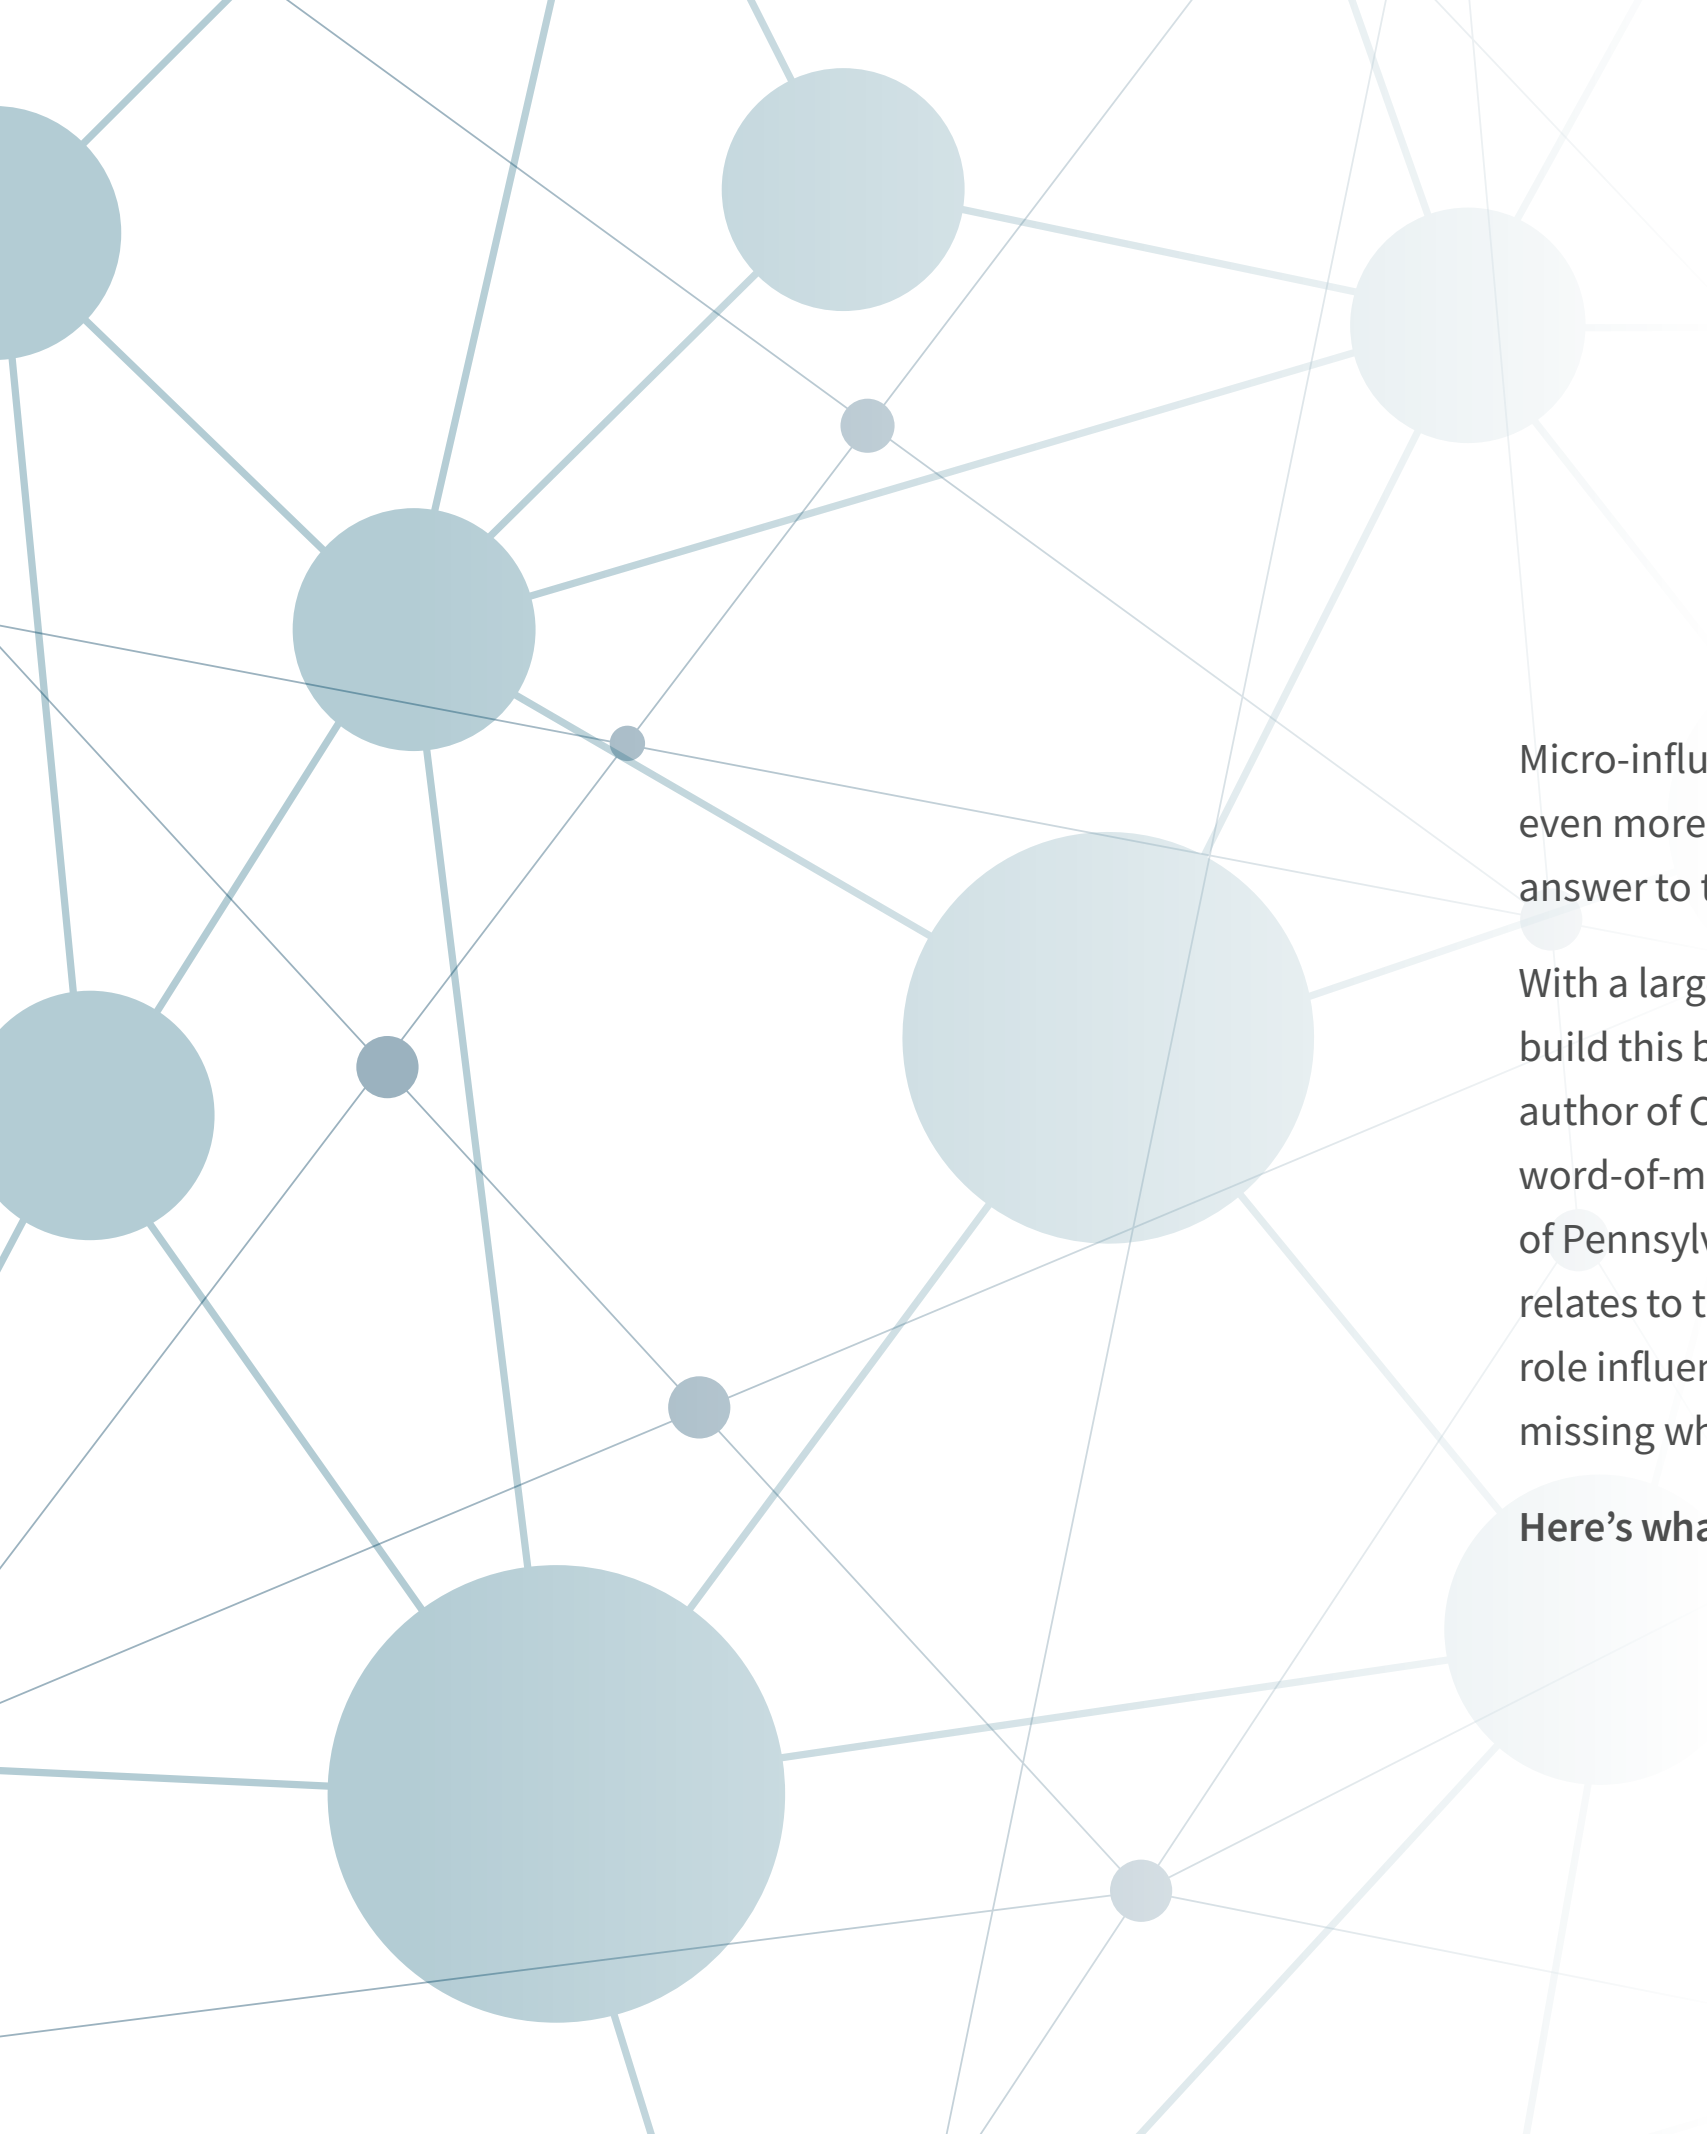 Micro-influ
even more
answer to t
With a larg
build this b
author of C
word-of-m
of Pennsylv
relates to t
role influen
missing wh
Here’s wha